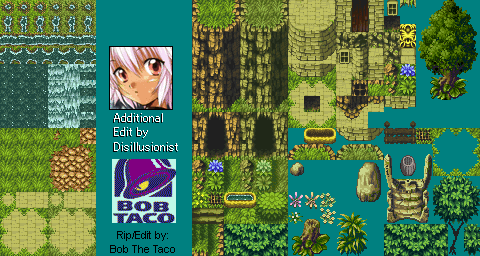 Additional
Edit by
Disillusionist
BOB
TACO
Rip/Edit by:
Bob The Taco